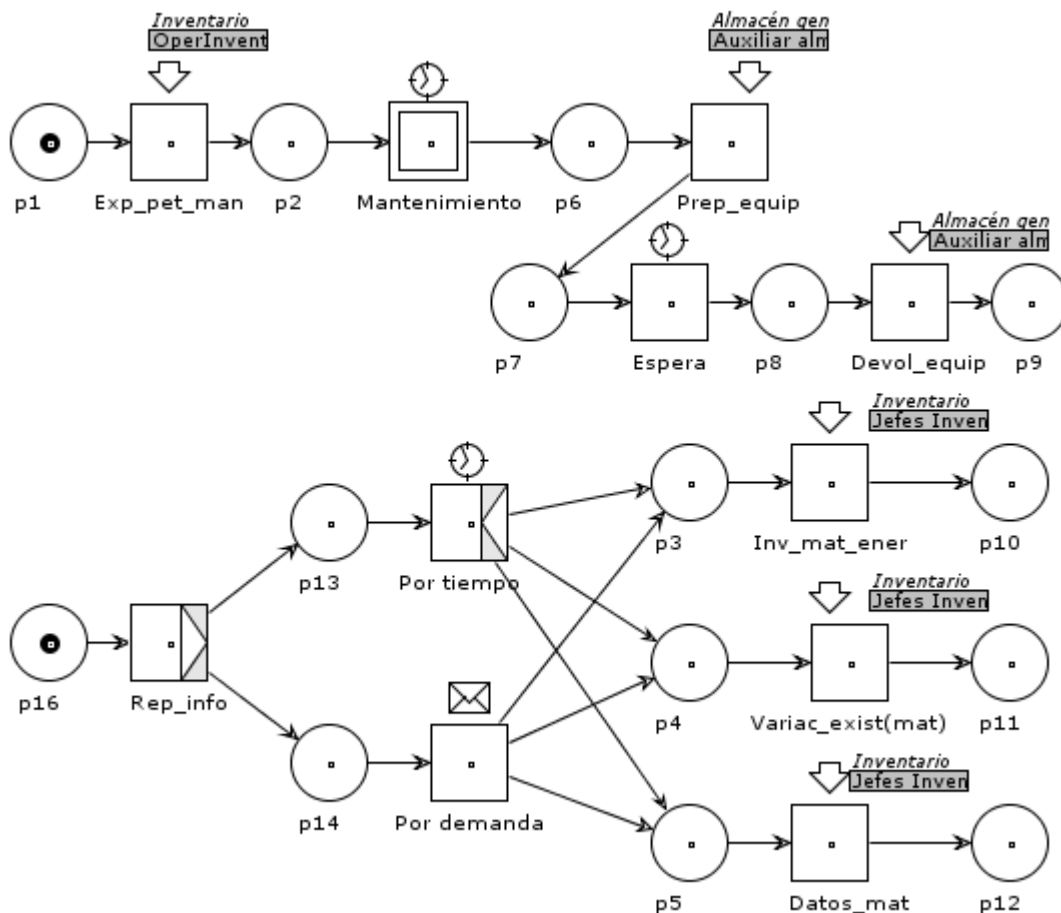 Inventario
OperInvent
Almacén gen
Auxiliar alm
p1
Exp_pet_man
p2
Mantenimiento
p6
Prep_equip
Almacén gen
Auxiliar alm
p7
Espera
p8
Devol_equip
p9
Inventario
Jefes Inven
p13
Por tiempo
p3
Inv_mat_ener
p10
Inventario
Jefes Inven
p16
Rep_info
p4
Variac_exist(mat)
p11
Inventario
Jefes Inven
p14
Por demanda
p5
Datos_mat
p12